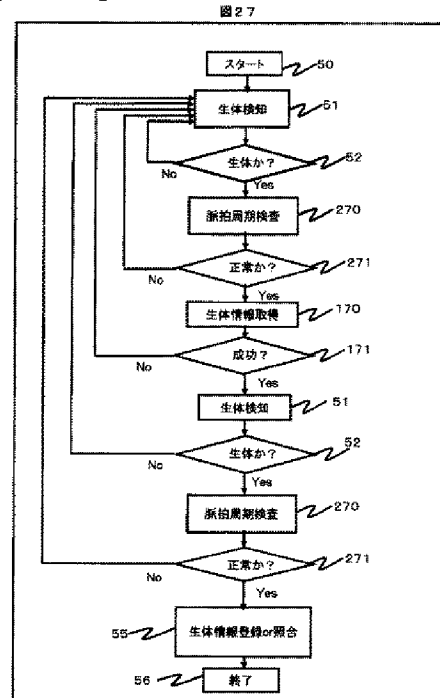 図27
スタート
50
生体検知
51
生体か？
52
No
Yes
脈拍周期検査
270
正常か？
271
No
Yes
生体情報取得
170
成功？
171
No
Yes
生体検知
51
生体か？
52
No
Yes
脈拍周期検査
270
正常か？
271
No
Yes
55
生体情報登録or照合
56
終了